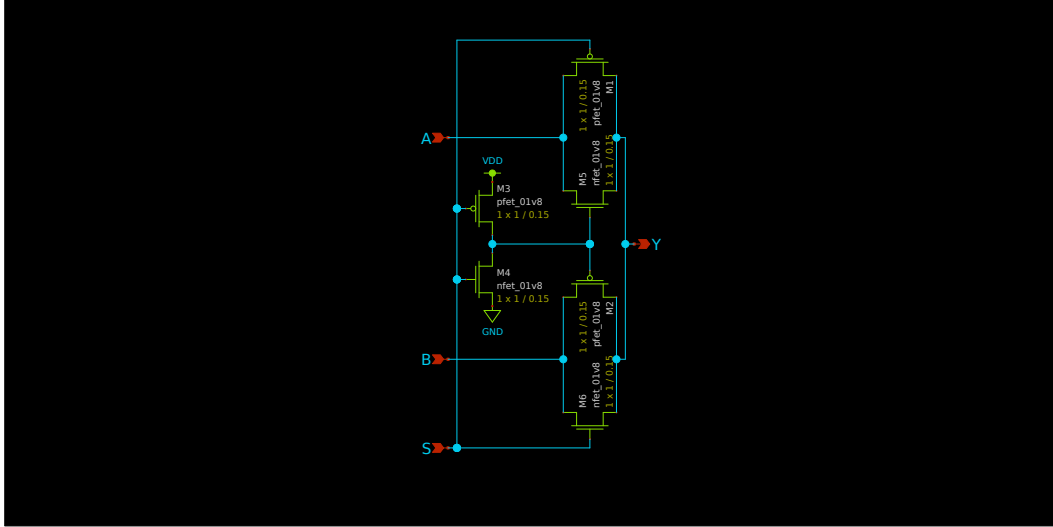 M1
pfet_01v8
1 x 1 / 0.15
A
M5
nfet_01v8
1 x 1 / 0.15
VDD
M3
pfet_01v8
1 x 1 / 0.15
Y
M4
nfet_01v8
1 x 1 / 0.15
GND
M2
pfet_01v8
1 x 1 / 0.15
B
M6
nfet_01v8
1 x 1 / 0.15
S